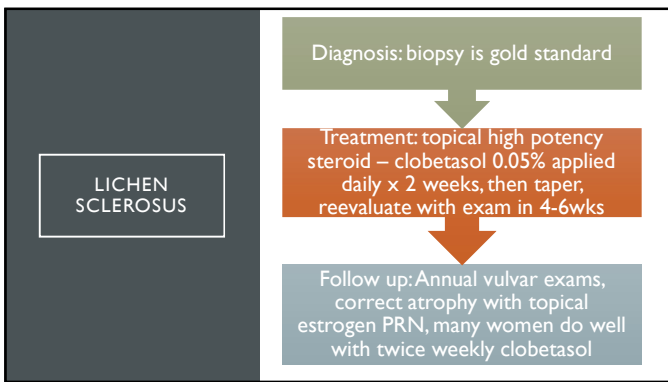 LICHEN
SCLEROSUS
Diagnosis: biopsy is gold standard
Treatment: topical high potency
steroid – clobetasol 0.05% applied
daily x 2 weeks, then taper,
reevaluate with exam in 4-6wks
Follow up: Annual vulvar exams,
correct atrophy with topical
estrogen PRN, many women do well
with twice weekly clobetasol